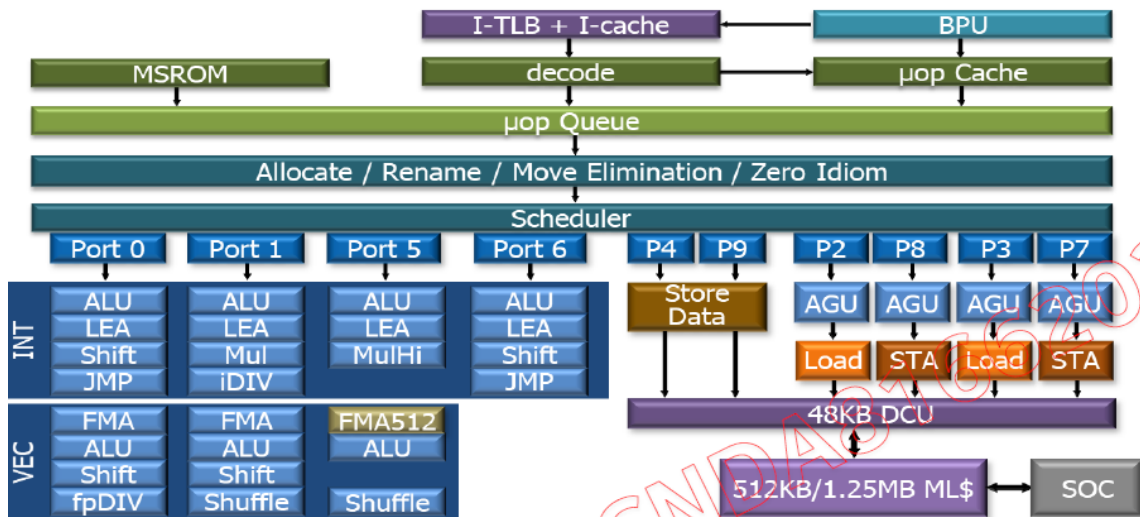 I-TLB + I-cache
BPU
MSROM
decode
μop Cache
μop Queue
Allocate / Rename / Move Elimination / Zero Idiom
Scheduler
Port 0
Port 1
Port 5
Port 6
P4
P9
P2
P8
P3
P7
INT
ALU
LEA
Shift
JMP
ALU
LEA
Mul
iDIV
ALU
LEA
MulHi
ALU
LEA
Shift
JMP
Store
Data
AGU
AGU
AGU
AGU
Load
STA
Load
STA
VEC
FMA
ALU
Shift
fpDIV
FMA
ALU
Shift
Shuffle
FMA512
ALU
Shuffle
48KB DCU
512KB/1.25MB ML$
SOC